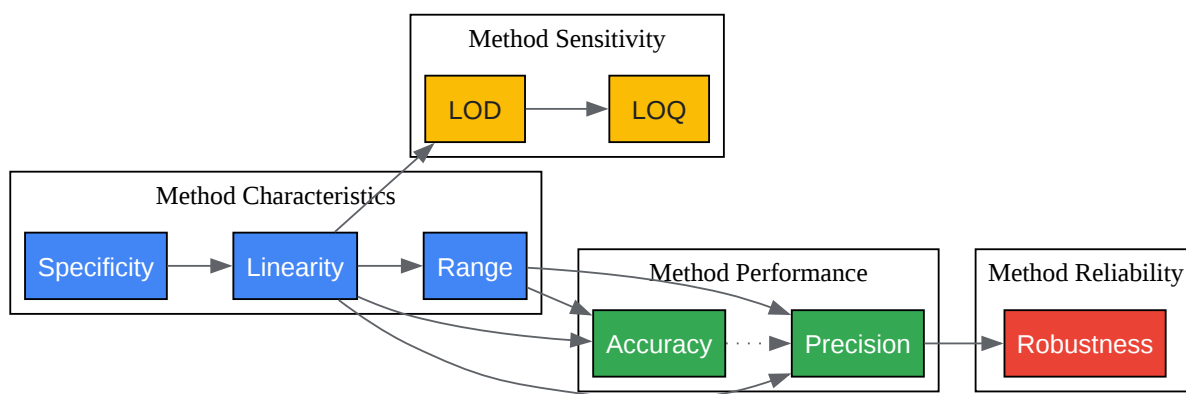 Method Sensitivity
LOD
LOQ
Method Characteristics
Specificity
Linearity
Range
Method Performance
Accuracy
Precision
Method Reliability
Robustness